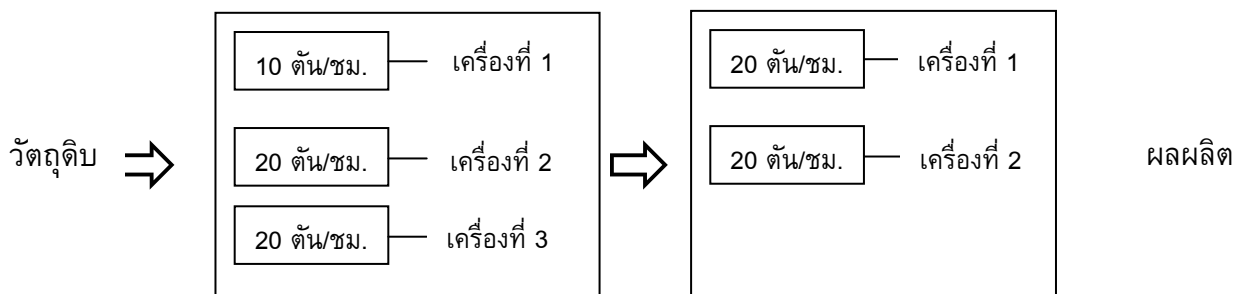 10 ตัน/ชม. เครื่องที่ 1
20 ตัน/ชม. เครื่องที่ 1
วัตถุดิบ
20 ตัน/ชม. เครื่องที่ 2
20 ตัน/ชม. เครื่องที่ 2
ผลผลิต
20 ตัน/ชม. เครื่องที่ 3